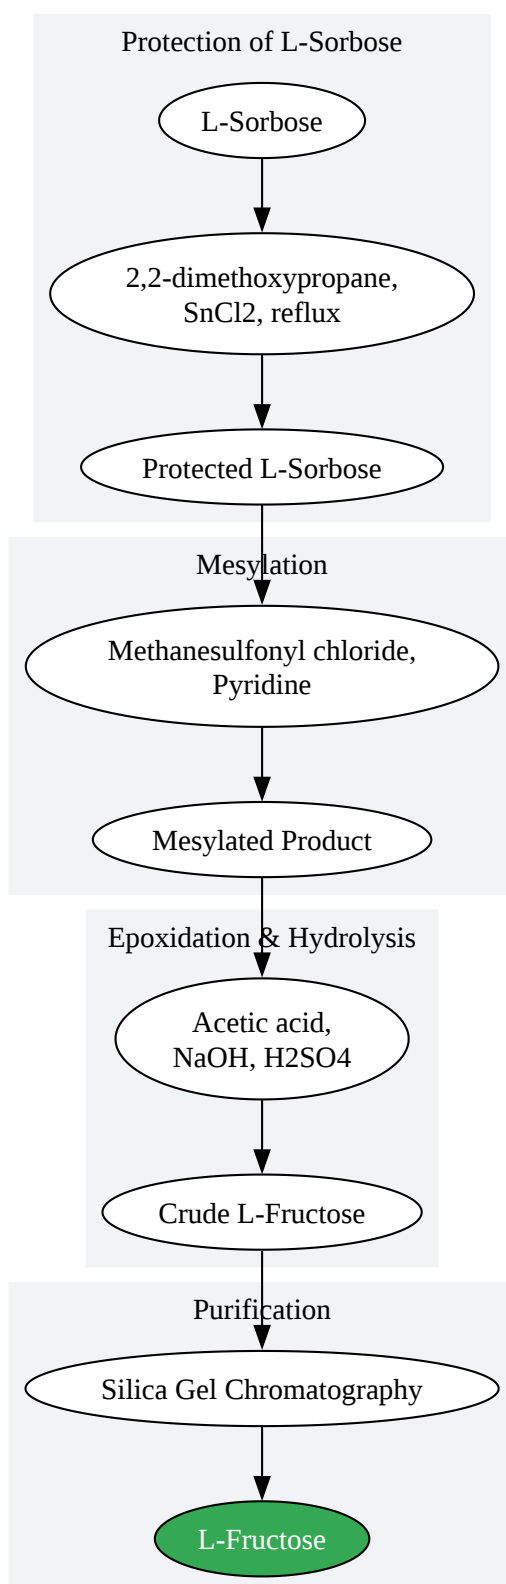 Protection of L-Sorbose
L-Sorbose
2,2-dimethoxypropane,
SnCl2, reflux
Protected L-Sorbose
Mesylation
Methanesulfonyl chloride,
Pyridine
Mesylated Product
Epoxidation & Hydrolysis
Acetic acid,
NaOH, H2SO4
Crude L-Fructose
Purification
Silica Gel Chromatography
L-Fructose